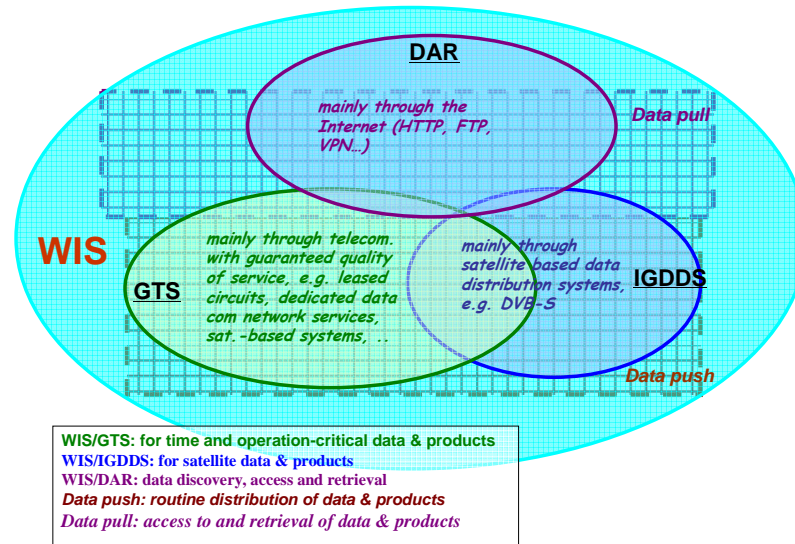 DAR
mainly through the
Internet (HTTP, FTP,
VPN...)
Data pull
WIS
mainly through telecom.
with guaranteed quality
of service, e.g. leased
circuits, dedicated data
com network services,
sat.-based systems, ..
GTS
mainly through
satellite based data
distribution systems,
e.g. DVB-S
IGDDS
Data push
WIS/GTS: for time and operation-critical data & products
WIS/IGDDS: for satellite data & products
WIS/DAR: data discovery, access and retrieval
Data push: routine distribution of data & products
Data pull: access to and retrieval of data & products